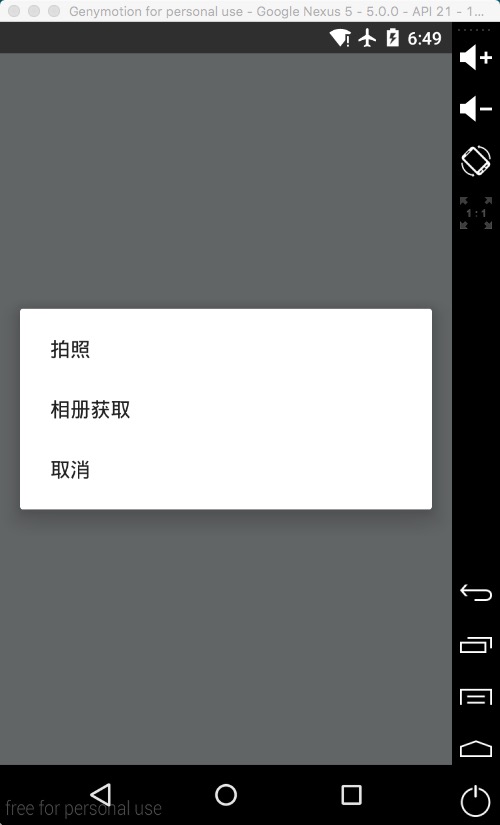 Genymotion for personal use - Google Nexus 5 - 5.0.0 - API 21 - 1...
6:49
1:1
拍照
相册获取
取消
free for personal use